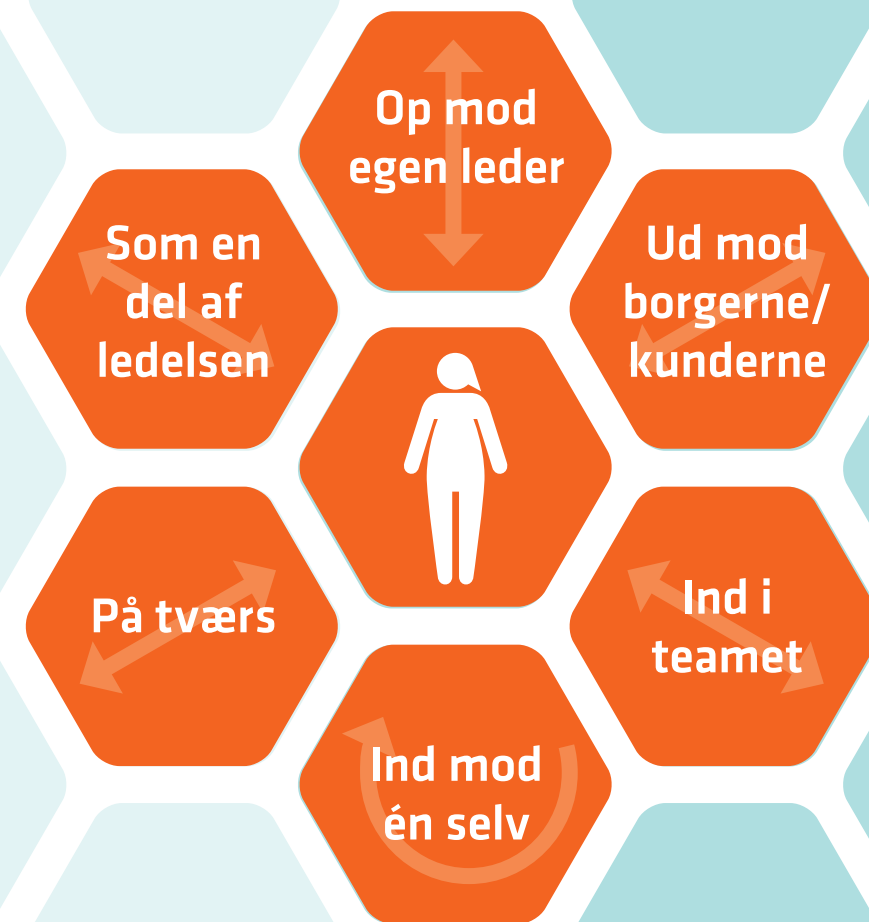 Op mod
egen leder
Som en
del af
ledelsen
Ud mod
borgerne/
kunderne
På tværs
Ind i
teamet
Ind mod
én selv